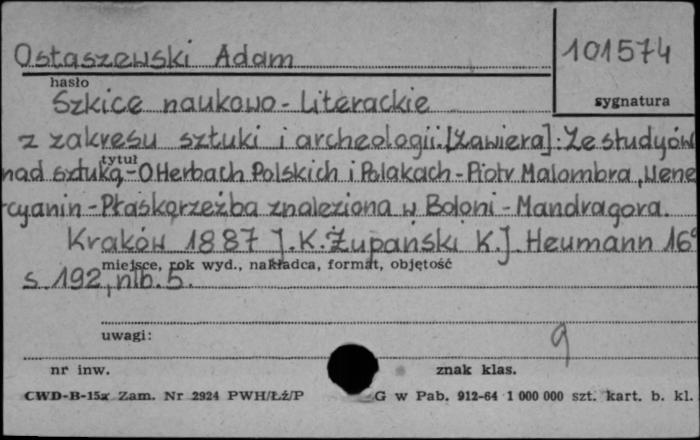 Ostaszewski Adam
101574
hasło
sygnatura
Szkice naukowo-literackie
z zakresu sztuki i archeologii.[Zawiera]: Ze studyów
tytuł
nad sztuką,-O Herbach Polskich i Polakach-Piotr Malombra, Wene
cyanin-Płaskorzeźba znaleziona w Boloni-Mandragora.
Kraków 1887 J.K.Żupański K.J. Heumann 16°
miejsce, rok wyd., nakładca, format, objętość
s.192, nlb.5.
uwagi:
9
nr inw.
znak klas.
CWD-B-15a Zam. Nr 2924 PWH/Łź/P
G w Pab. 912-64 1 000 000 szt. kart. b. kl.